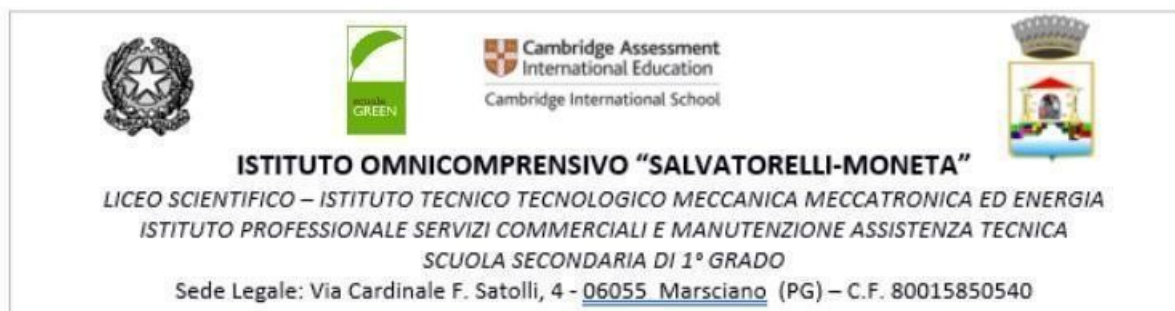 scuola
GREEN
Cambridge Assessment
International Education
Cambridge International School
ISTITUTO OMNICOMPRENSIVO “SALVATORELLI-MONETA”
LICEO SCIENTIFICO – ISTITUTO TECNICO TECNOLOGICO MECCANICA MECCATRONICA ED ENERGIA
ISTITUTO PROFESSIONALE SERVIZI COMMERCIALI E MANUTENZIONE ASSISTENZA TECNICA
SCUOLA SECONDARIA DI 1° GRADO
Sede Legale: Via Cardinale F. Satolli, 4 - 06055 Marsciano (PG) – C.F. 80015850540